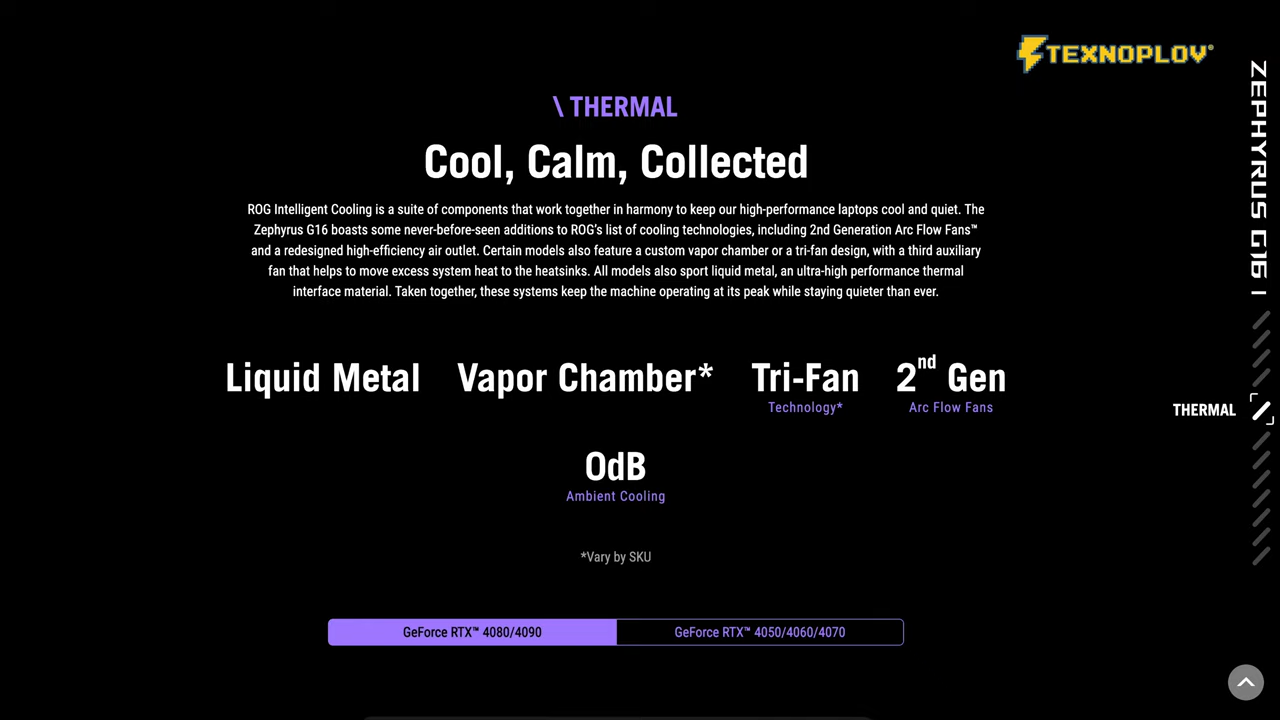 TEXNOPLOV®
\ THERMAL
Cool, Calm, Collected
ROG Intelligent Cooling is a suite of components that work together in harmony to keep our high-performance laptops cool and quiet. The
Zephyrus G16 boasts some never-before-seen additions to ROG's list of cooling technologies, including 2nd Generation Arc Flow Fans™
and a redesigned high-efficiency air outlet. Certain models also feature a custom vapor chamber or a tri-fan design, with a third auxiliary
fan that helps to move excess system heat to the heatsinks. All models also sport liquid metal, an ultra-high performance thermal
interface material. Taken together, these systems keep the machine operating at its peak while staying quieter than ever.
Liquid Metal Vapor Chamber* Tri-Fan 2nd Gen
Technology* Arc Flow Fans
0dB
Ambient Cooling
*Vary by SKU
GeForce RTX™ 4080/4090 GeForce RTX™ 4050/4060/4070
ZEPHYRUS G16
THERMAL